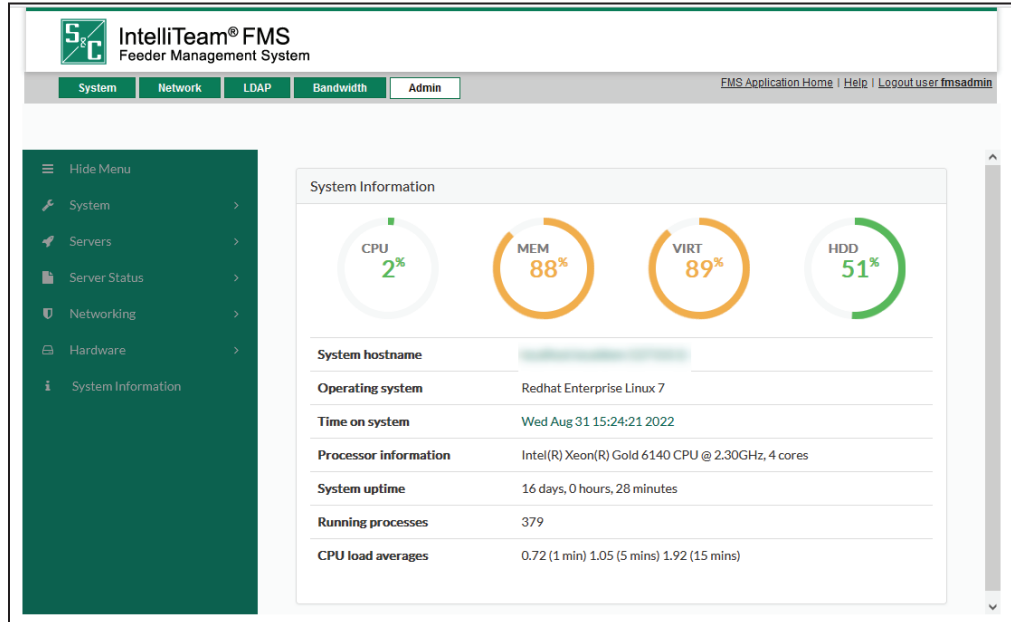 S&C
IntelliTeam® FMS
Feeder Management System
System Network LDAP Bandwidth Admin
FMS Application Home | Help | Logout user fmsadmin
Hide Menu
System
Servers
Server Status
Networking
Hardware
System Information
System Information
CPU
2%
MEM
88%
VIRT
89%
HDD
51%
System hostname
Operating system Redhat Enterprise Linux 7
Time on system Wed Aug 31 15:24:21 2022
Processor information Intel(R) Xeon(R) Gold 6140 CPU @ 2.30GHz, 4 cores
System uptime 16 days, 0 hours, 28 minutes
Running processes 379
CPU load averages 0.72 (1 min) 1.05 (5 mins) 1.92 (15 mins)